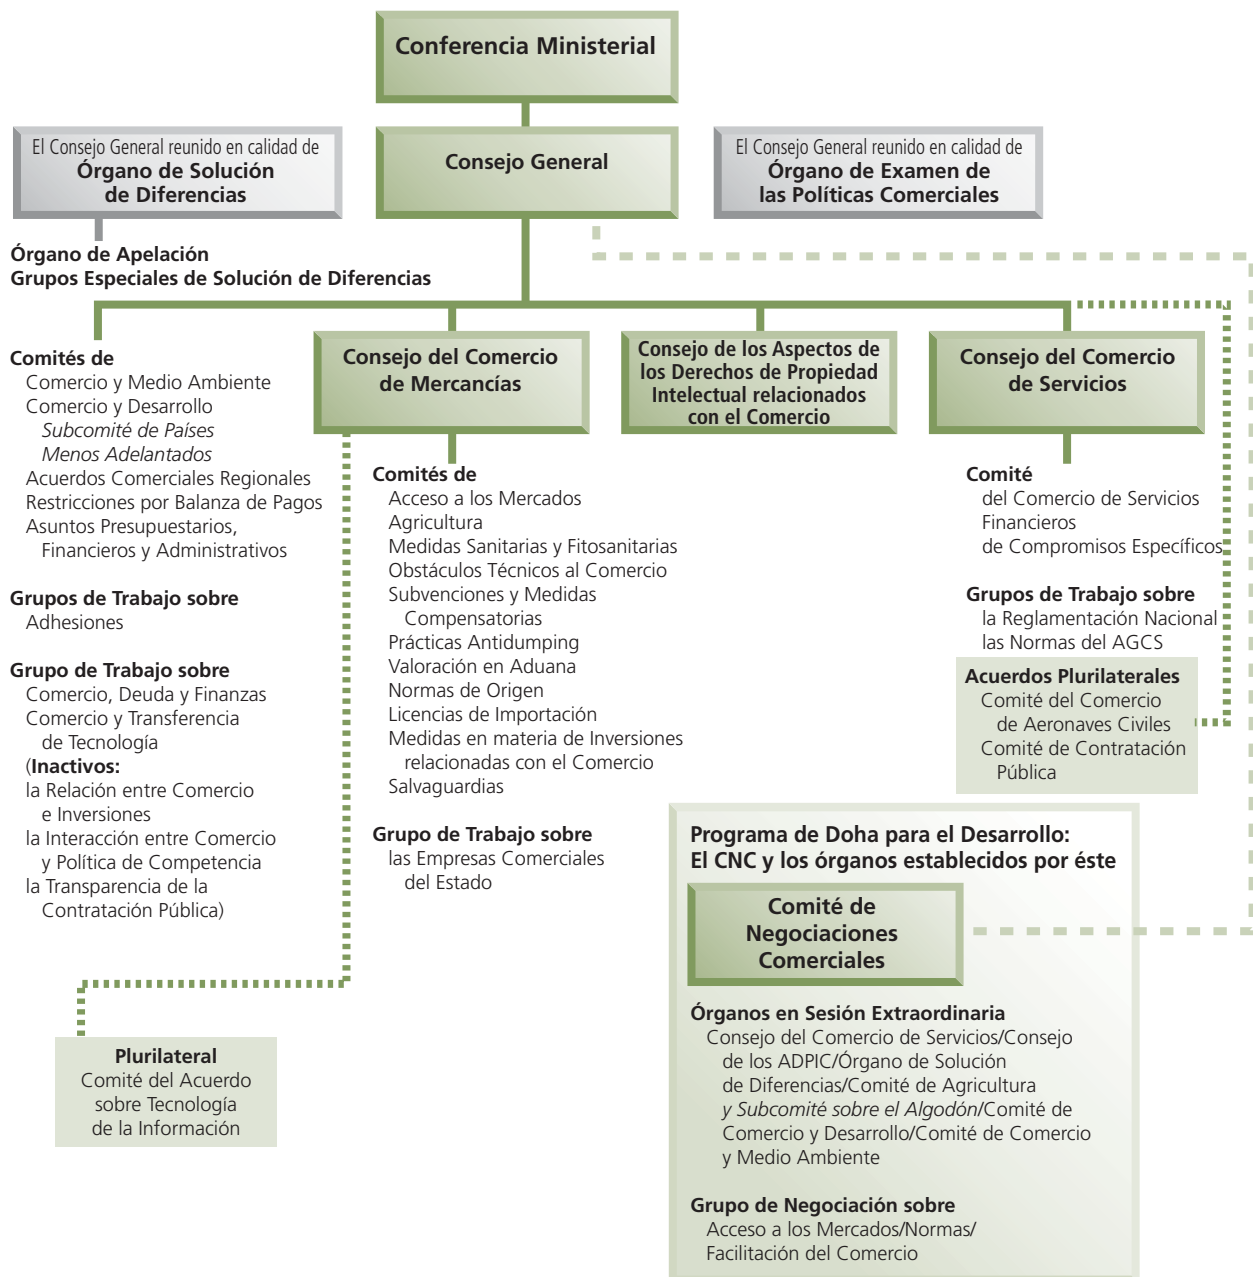 Conferencia Ministerial
El Consejo General reunido en calidad de
Órgano de Solución
de Diferencias
Consejo General
El Consejo General reunido en calidad de
Órgano de Examen de
las Políticas Comerciales
Órgano de Apelación
Grupos Especiales de Solución de Diferencias
Comités de
Comercio y Medio Ambiente
Comercio y Desarrollo
Subcomité de Países
Menos Adelantados
Acuerdos Comerciales Regionales
Restricciones por Balanza de Pagos
Asuntos Presupuestarios,
Financieros y Administrativos
Grupos de Trabajo sobre
Adhesiones
Grupo de Trabajo sobre
Comercio, Deuda y Finanzas
Comercio y Transferencia
de Tecnología
(Inactivos:
la Relación entre Comercio
e Inversiones
la Interacción entre Comercio
y Política de Competencia
la Transparencia de la
Contratación Pública)
Plurilateral
Comité del Acuerdo
sobre Tecnología
de la Información
Consejo del Comercio
de Mercancías
Comités de
Acceso a los Mercados
Agricultura
Medidas Sanitarias y Fitosanitarias
Obstáculos Técnicos al Comercio
Subvenciones y Medidas
Compensatorias
Prácticas Antidumping
Valoración en Aduana
Normas de Origen
Licencias de Importación
Medidas en materia de Inversiones
relacionadas con el Comercio
Salvaguardias
Grupo de Trabajo sobre
las Empresas Comerciales
del Estado
Consejo de los Aspectos de
los Derechos de Propiedad
Intelectual relacionados
con el Comercio
Consejo del Comercio
de Servicios
Comité
del Comercio de Servicios
Financieros
de Compromisos Específicos
Grupos de Trabajo sobre
la Reglamentación Nacional
las Normas del AGCS
Acuerdos Plurilaterales
Comité del Comercio
de Aeronaves Civiles
Comité de Contratación
Pública
Programa de Doha para el Desarrollo:
El CNC y los órganos establecidos por éste
Comité de
Negociaciones
Comerciales
Órganos en Sesión Extraordinaria
Consejo del Comercio de Servicios/Consejo
de los ADPIC/Órgano de Solución
de Diferencias/Comité de Agricultura
y Subcomité sobre el Algodón/Comité de
Comercio y Desarrollo/Comité de Comercio
y Medio Ambiente
Grupo de Negociación sobre
Acceso a los Mercados/Normas/
Facilitación del Comercio